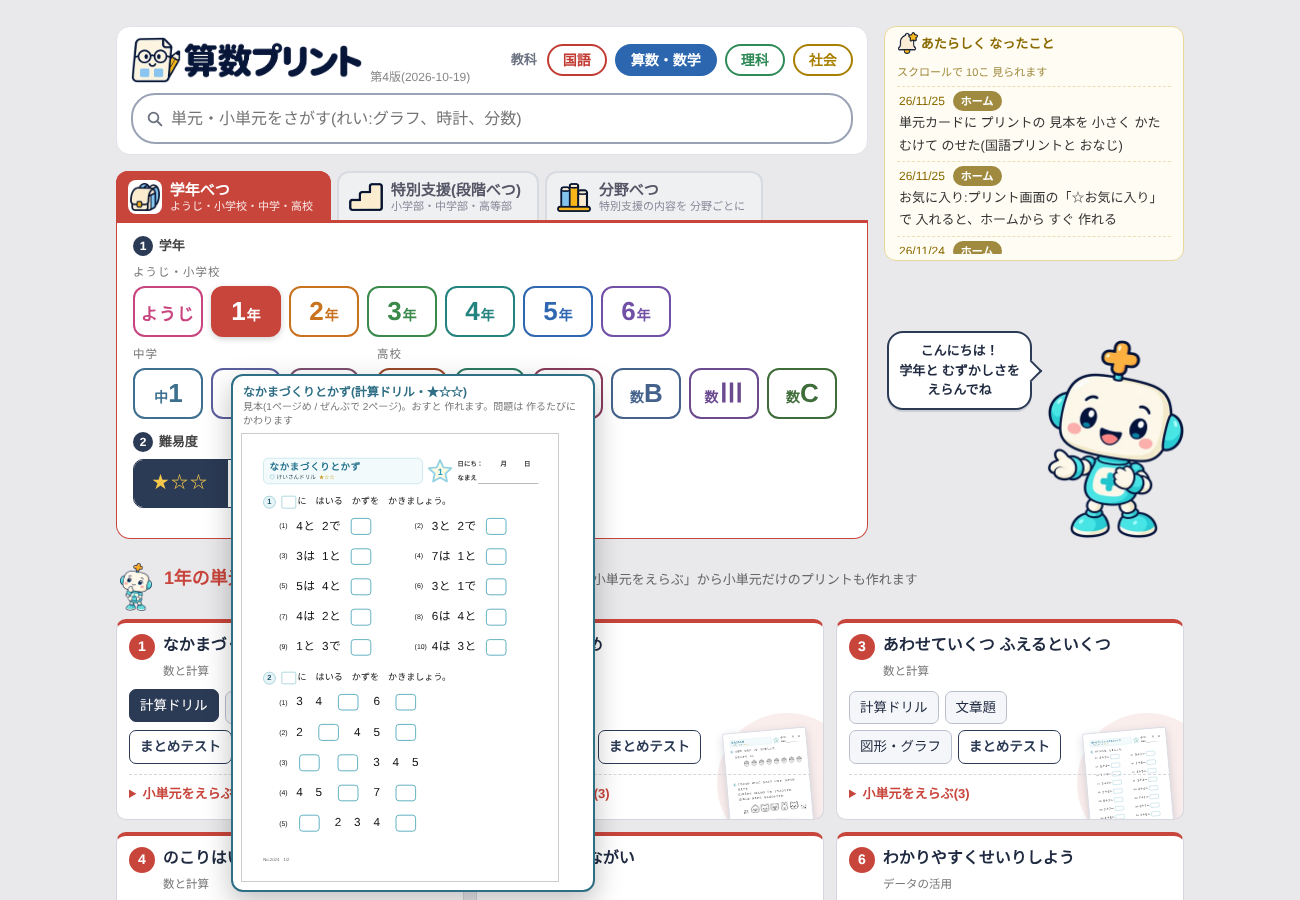 算数プリント
第4版(2026-10-19)
教科
国語
算数・数学
理科
社会
単元・小単元をさがす(れい:グラフ、時計、分数)
あたらしく なったこと
スクロールで 10こ 見られます
26/11/25 ホーム
単元カードに プリントの 見本を 小さく かた
むけて のせた(国語プリントと おなじ)
26/11/25 ホーム
お気に入り:プリント画面の「☆お気に入り」
で 入れると、ホームから すぐ 作れる
26/11/24 ホーム
学年べつ
ようじ・小学校・中学・高校
特別支援(段階べつ)
小学部・中学部・高等部
分野べつ
特別支援の内容を 分野ごとに
1 学年
ようじ・小学校
ようじ
1年
2年
3年
4年
5年
6年
中学
高校
中1
数B
数III
数C
2 難易度
★☆☆
こんにちは!
学年と むずかしさを
えらんでね
なかまづくりとかず(計算ドリル・★☆☆)
見本(1ページめ / ぜんぶで 2ページ)。おすと 作れます。問題は 作るたびに
かわります
なかまづくりとかず
けいさんドリル ★☆☆
1
日にち: 月 日
なまえ
1 に はいる かずを かきましょう。
(1) 4と 2で
(2) 3と 2で
(3) 3は 1と
(4) 7は 1と
(5) 5は 4と
(6) 3と 1で
(7) 4は 2と
(8) 6は 4と
(9) 1と 3で
(10) 4は 3と
2 に はいる かずを かきましょう。
(1) 3 4 6
(2) 2 4 5
(3) 3 4 5
(4) 4 5 7
(5) 2 3 4
No.2024 1/2
1年の単
小単元をえらぶ」から小単元だけのプリントも作れます
1 なかまづ
数と計算
計算ドリル
まとめテスト
小単元をえらぶ
め
まとめテスト
(3)
3 あわせていくつ ふえるといくつ
数と計算
計算ドリル
文章題
図形・グラフ
まとめテスト
小単元をえらぶ(3)
4 のこりは
数と計算
ながい
6 わかりやすくせいりしよう
データの活用